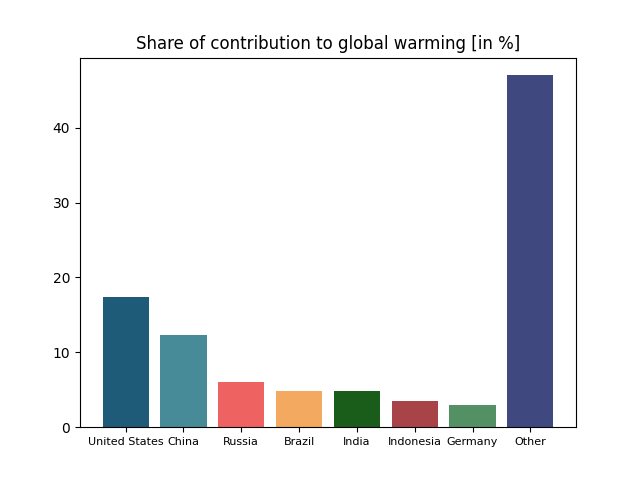 Share of contribution to global warming [in %]
40
30
20
10
0
United States China Russia Brazil India Indonesia Germany Other